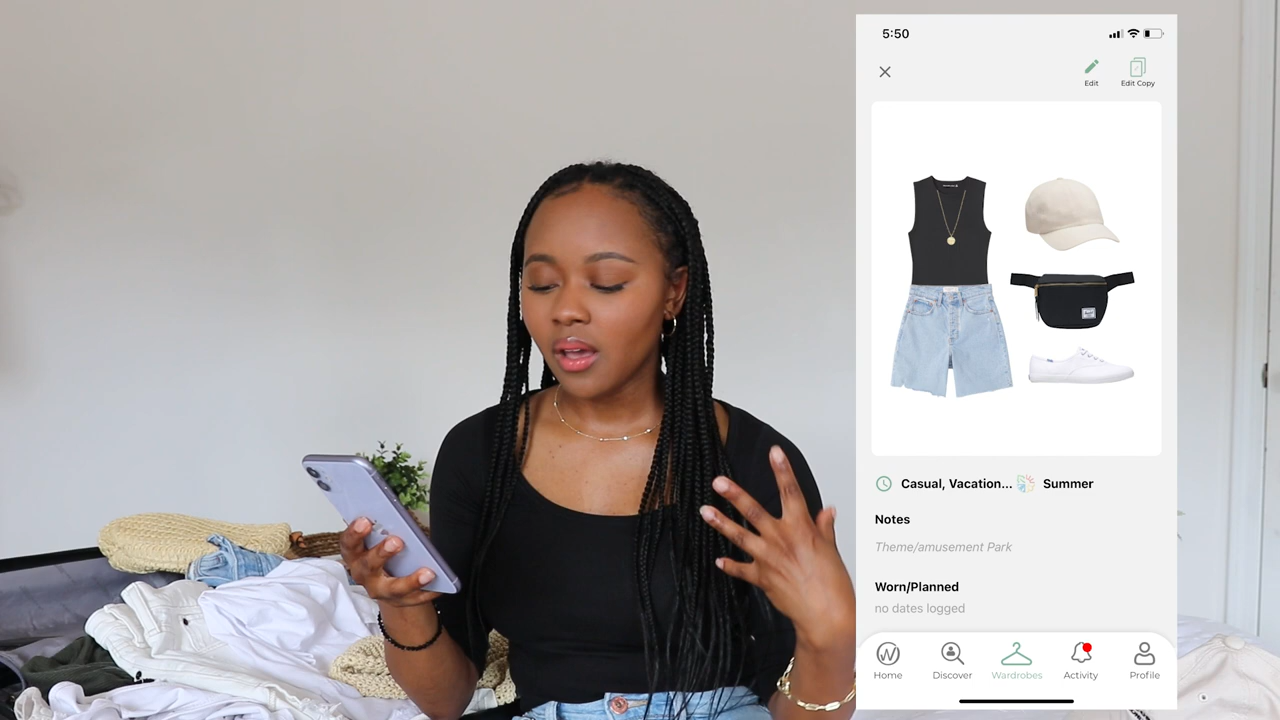 5:50
Edit
Edit Copy
Casual, Vacation...
Summer
Notes
Theme/amusement Park
Worn/Planned
no dates logged
Home
Discover
Wardrobes
Activity
Profile